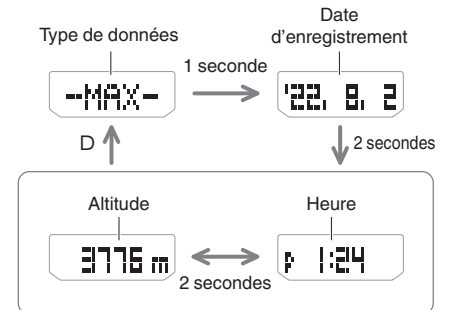 Type de données
Date
d'enregistrement
1 seconde
--MAX--
'22. 8. 2
D
2 secondes
Altitude
Heure
3776 m
P 1:24
2 secondes